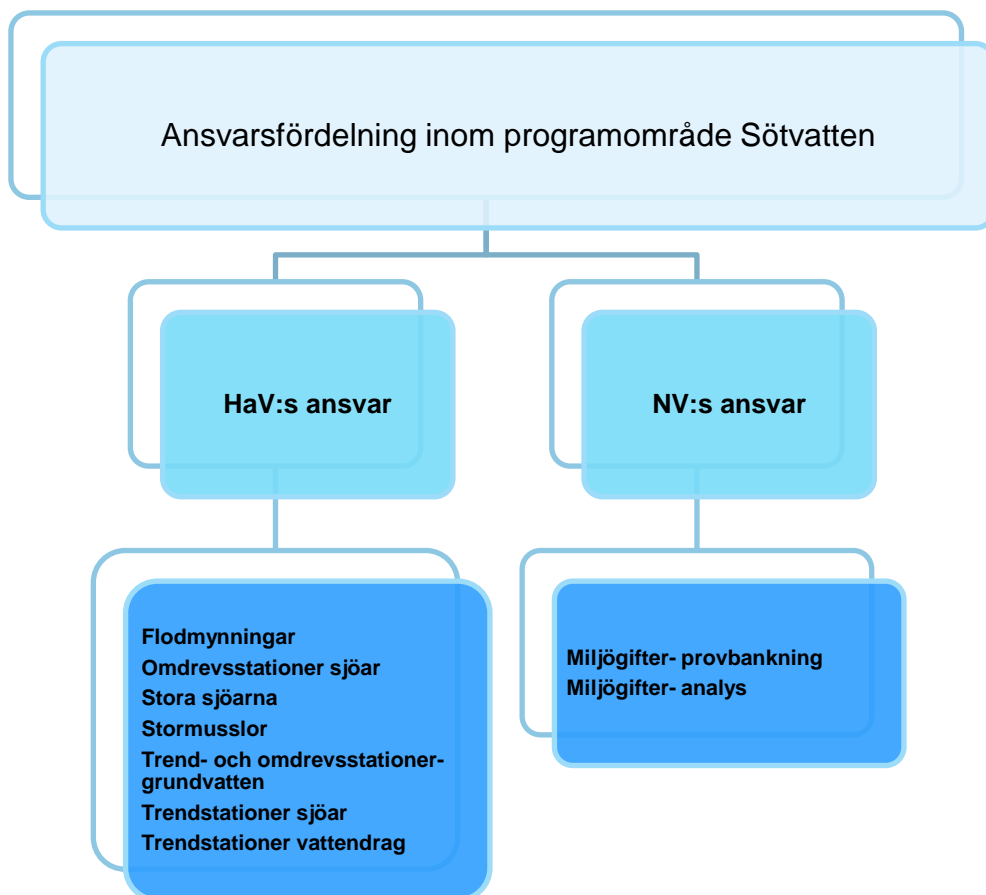 Ansvarsfördelning inom programområde Sötvatten
HaV:s ansvar
NV:s ansvar
Flodmynningar
Omdrevsstationer sjöar
Stora sjöarna
Stormusslor
Trend- och omdrevsstationer-
grundvatten
Trendstationer sjöar
Trendstationer vattendrag
Miljögifter- provbankning
Miljögifter- analys